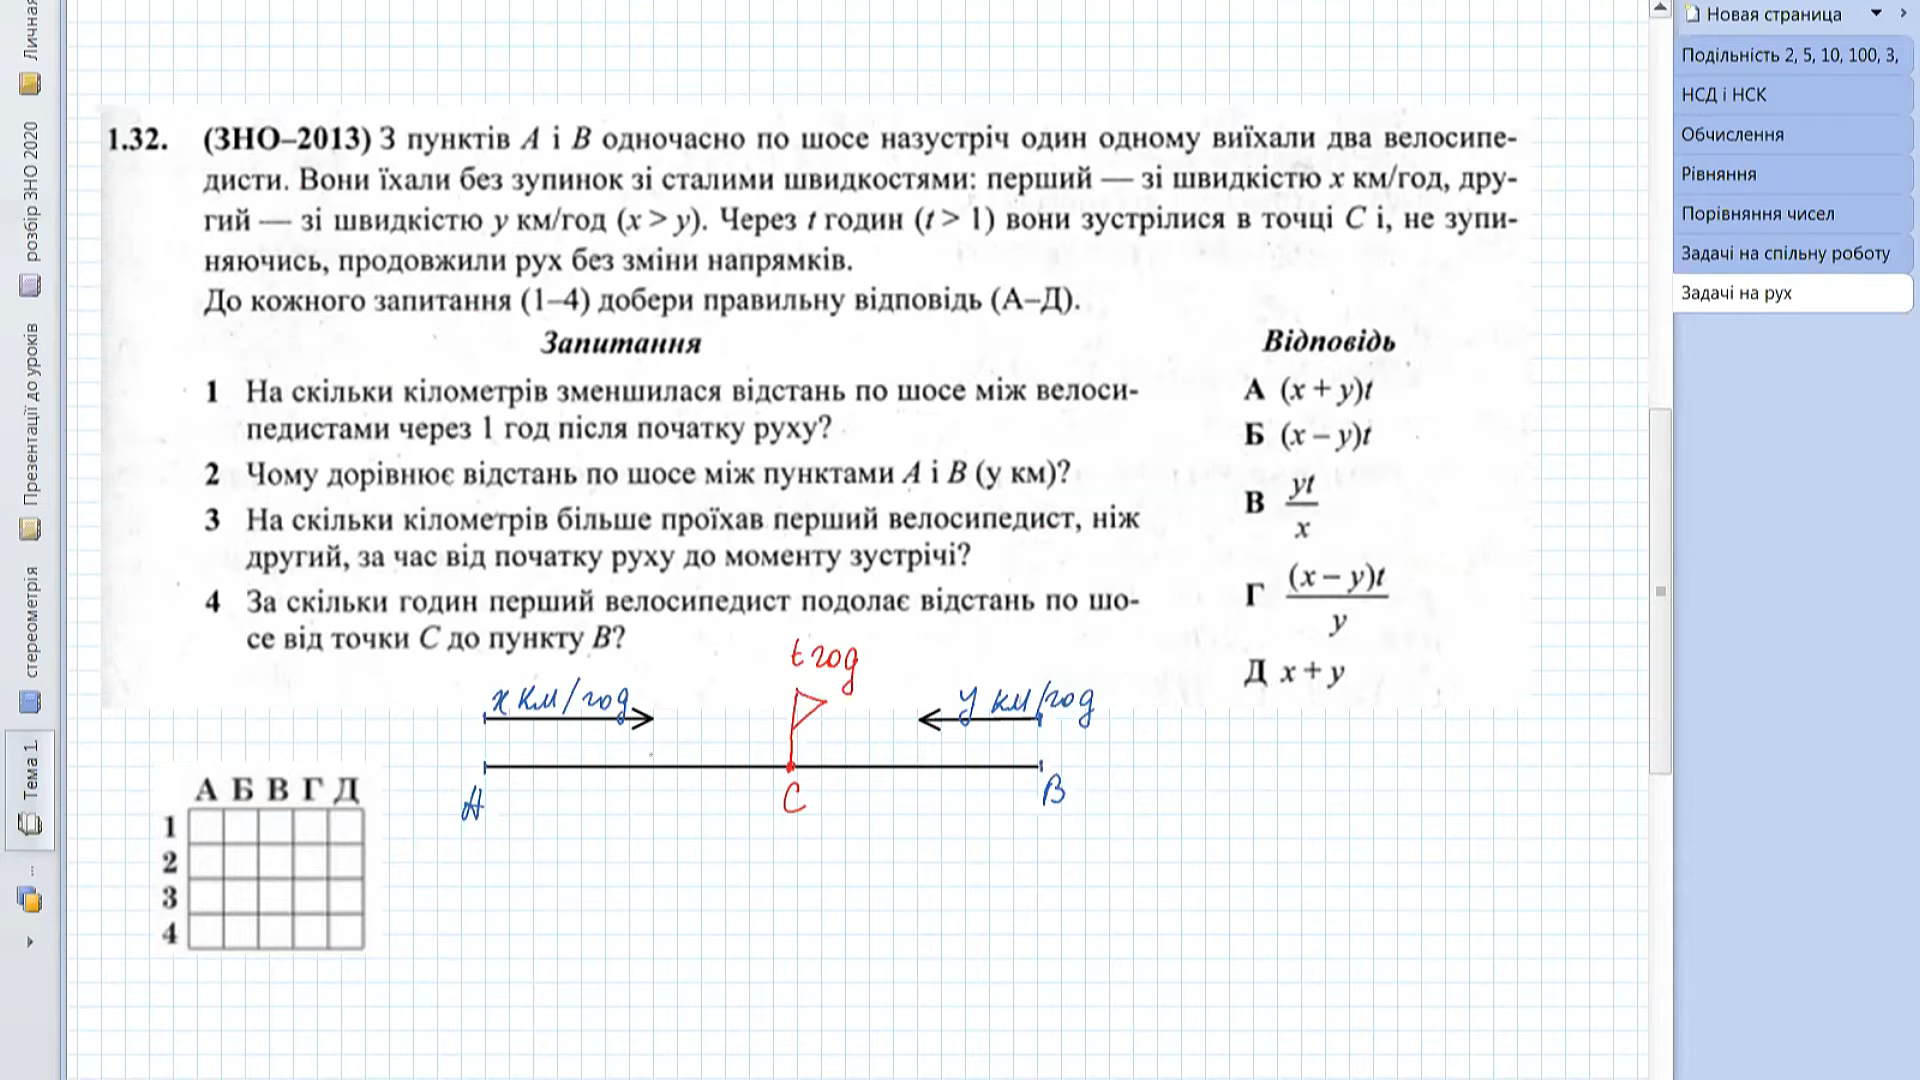 Личная
розбір ЗНО 2020
Презентації до уроків
стереометрія
Тема 1.
...
1.32. (ЗНО–2013) З пунктів A і B одночасно по шосе назустріч один одному виїхали два велосипе-
дисти. Вони їхали без зупинок зі сталими швидкостями: перший — зі швидкістю x км/год, дру-
гий — зі швидкістю y км/год (x > y). Через t годин (t > 1) вони зустрілися в точці C і, не зупи-
няючись, продовжили рух без зміни напрямків.
До кожного запитання (1–4) добери правильну відповідь (А–Д).
Запитання
1 На скільки кілометрів зменшилася відстань по шосе між велоси-
педистами через 1 год після початку руху?
2 Чому дорівнює відстань по шосе між пунктами A і B (у км)?
3 На скільки кілометрів більше проїхав перший велосипедист, ніж
другий, за час від початку руху до моменту зустрічі?
4 За скільки годин перший велосипедист подолає відстань по шо-
се від точки C до пункту B?
Відповідь
А (x + y)t
Б (x – y)t
В yt/x
Г (x – y)t/y
Д x + y
t год
x км/год
y км/год
A
C
B
А Б В Г Д
1
2
3
4
Новая страница
Подільність 2, 5, 10, 100, 3,
НСД і НСК
Обчислення
Рівняння
Порівняння чисел
Задачі на спільну роботу
Задачі на рух